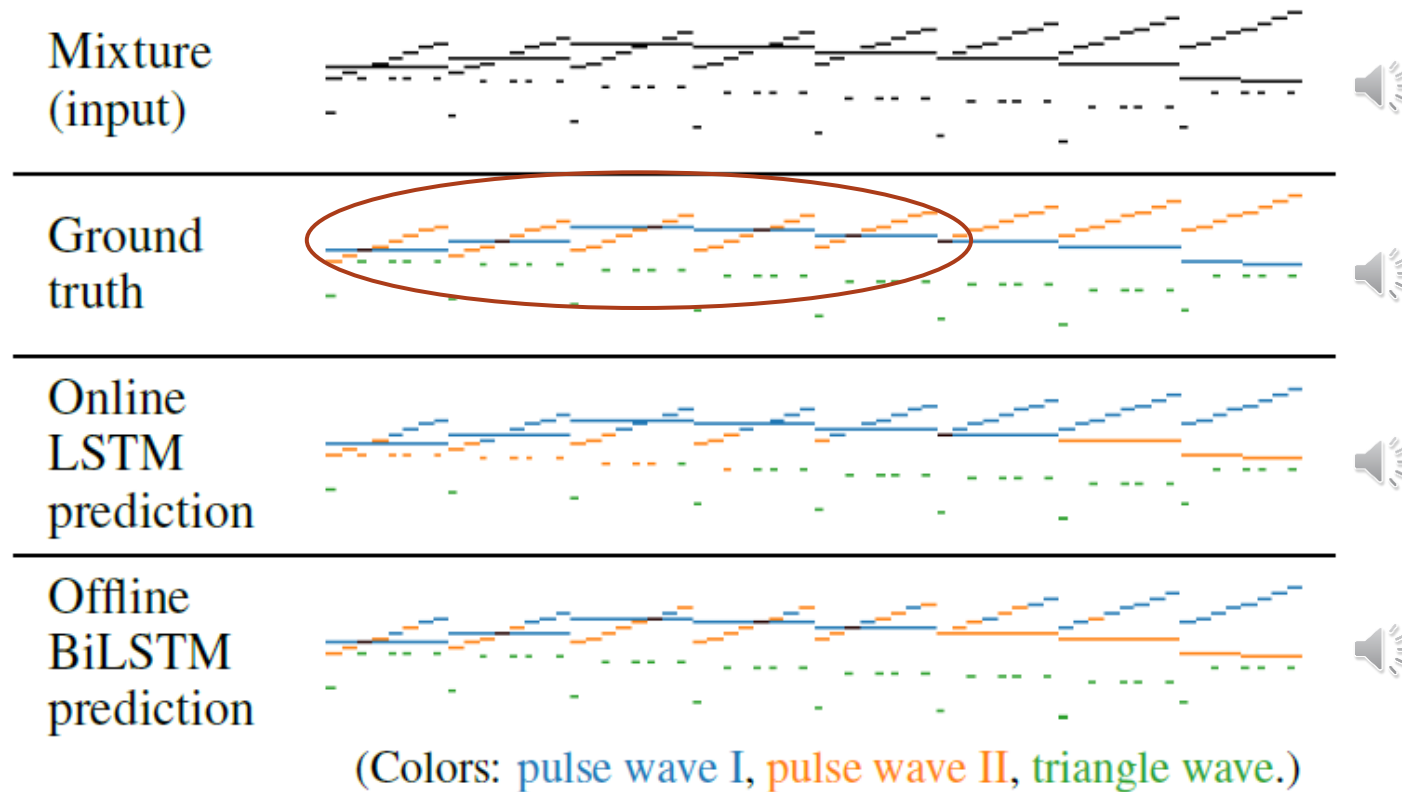 Mixture
(input)
Ground
truth
Online
LSTM
prediction
Offline
BiLSTM
prediction
(Colors: pulse wave I, pulse wave II, triangle wave.)